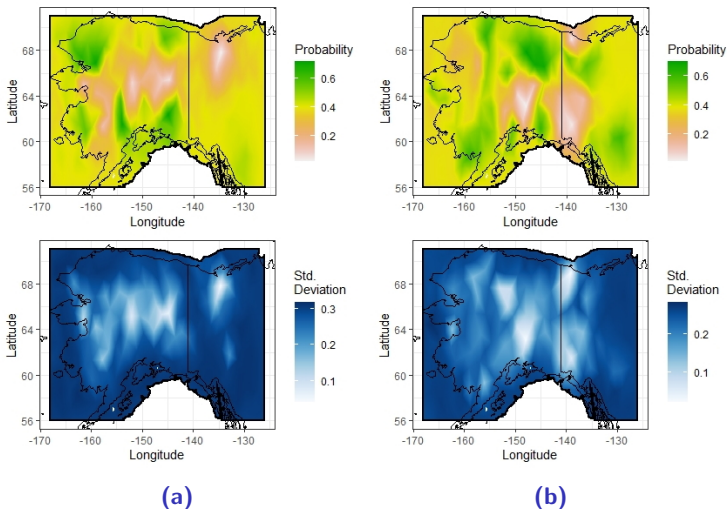 68
64
60
56
Latitude
-170
-160
-150
-140
-130
Longitude
Probability
0.6
0.4
0.2
68
64
60
56
Latitude
-170
-160
-150
-140
-130
Longitude
Probability
0.6
0.4
0.2
68
64
60
56
Latitude
-170
-160
-150
-140
-130
Longitude
Std.
Deviation
0.3
0.2
0.1
68
64
60
56
Latitude
-170
-160
-150
-140
-130
Longitude
Std.
Deviation
0.2
0.1
(a)
(b)